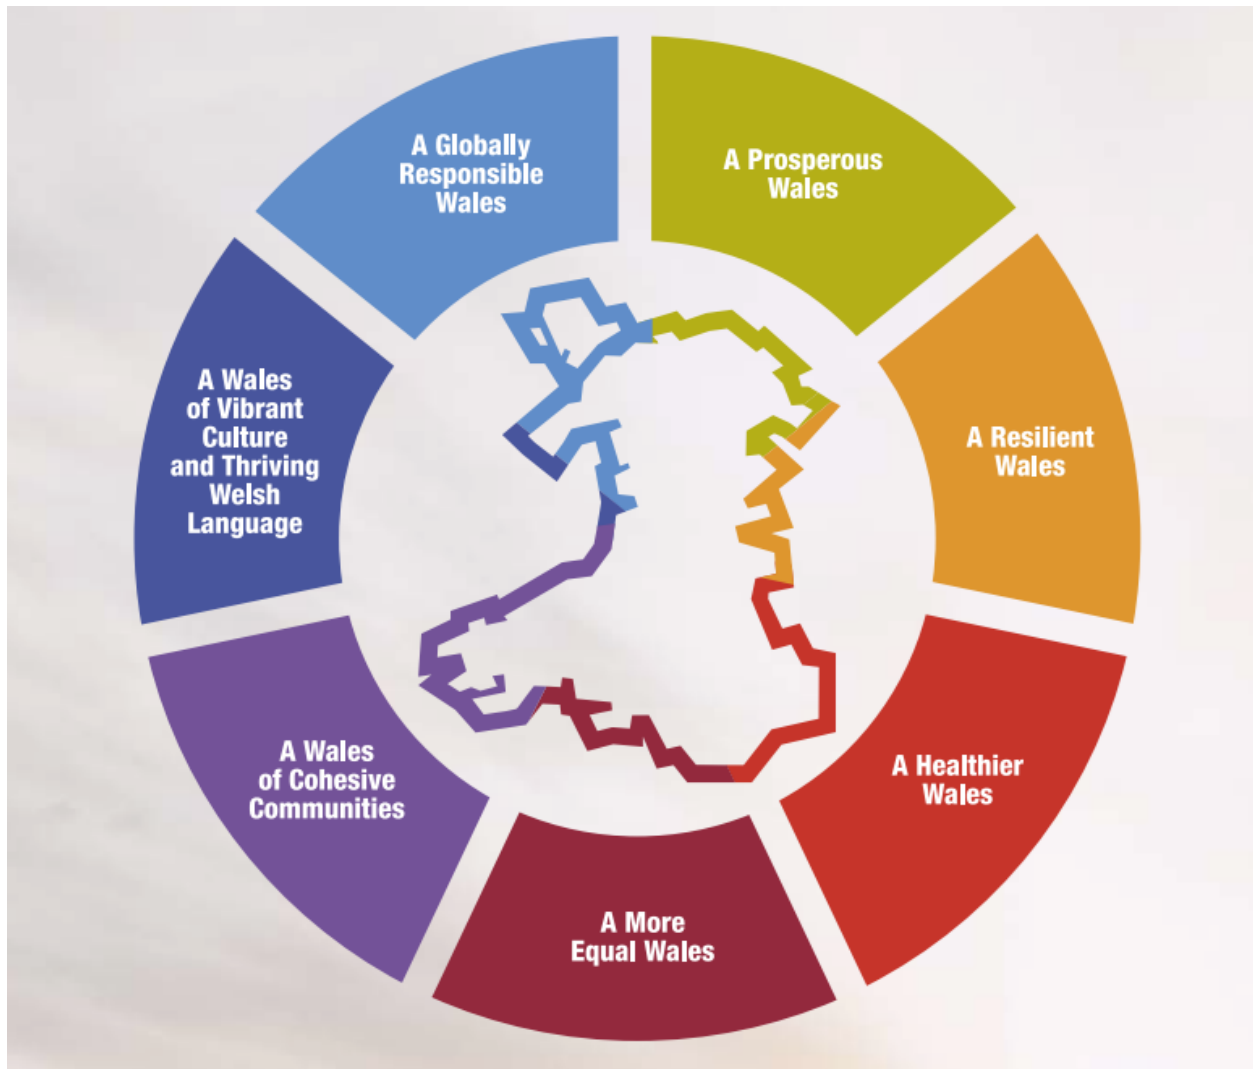 A Globally
Responsible
Wales
A Prosperous
Wales
A Resilient
Wales
A Healthier
Wales
A More
Equal Wales
A Wales
of Cohesive
Communities
A Wales
of Vibrant
Culture
and Thriving
Welsh
Language